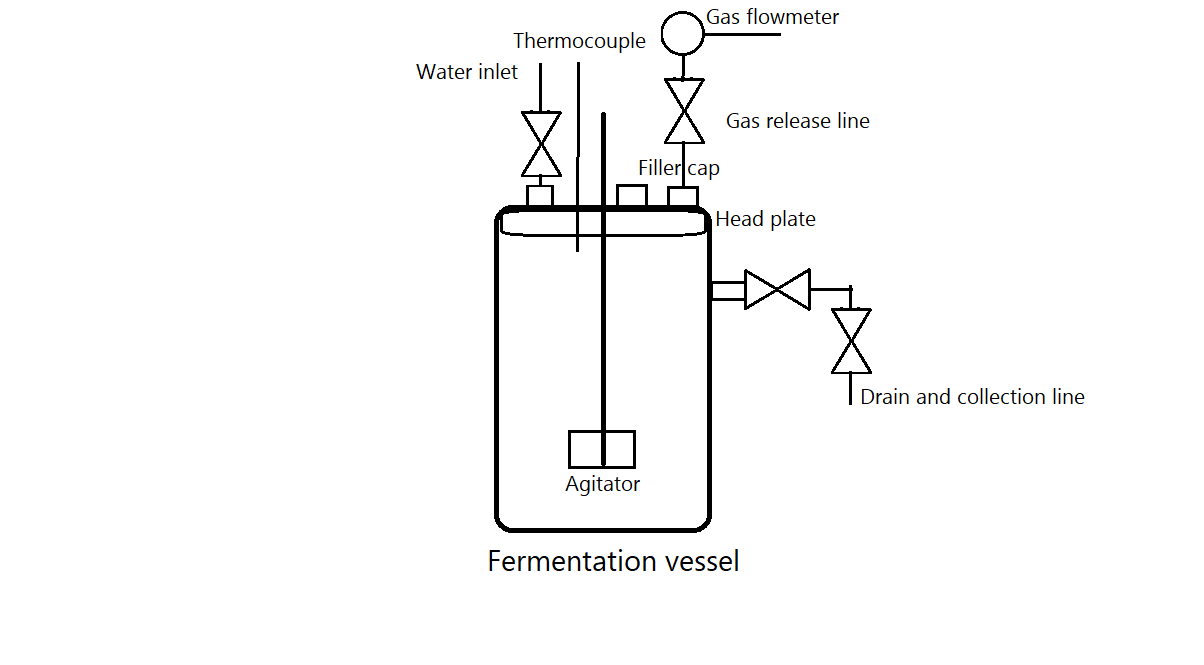 Gas flowmeter
Thermocouple
Water inlet
Gas release line
Filler cap
Head plate
Drain and collection line
Agitator
Fermentation vessel